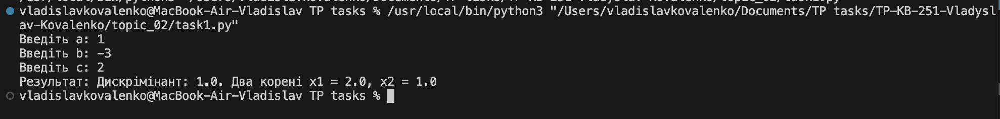 vladislavkovalenko@MacBook-Air-Vladislav TP tasks % /usr/local/bin/python3 "/Users/vladislavkovalenko/Documents/TP tasks/TP-KB-251-Vladysl
av-Kovalenko/topic_02/task1.py"
Введіть a: 1
Введіть b: -3
Введіть c: 2
Результат: Дискрімінант: 1.0. Два корені x1 = 2.0, x2 = 1.0
vladislavkovalenko@MacBook-Air-Vladislav TP tasks %